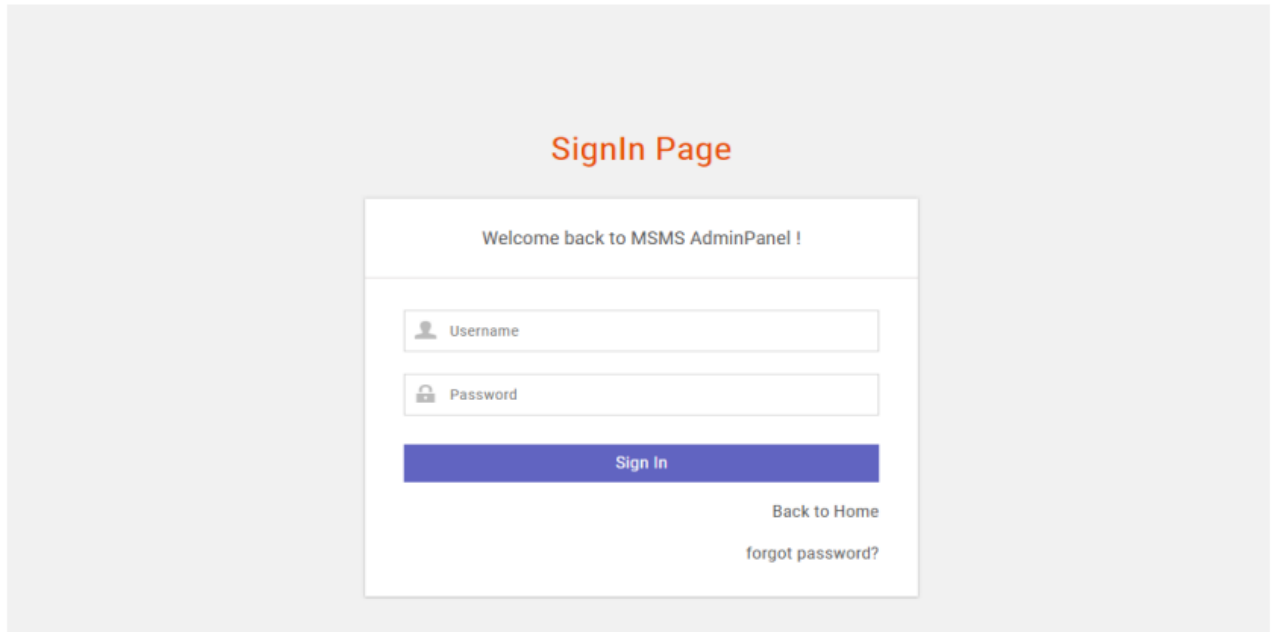 SignIn Page
Welcome back to MSMS AdminPanel !
Username
Password
Sign In
Back to Home
forgot password?